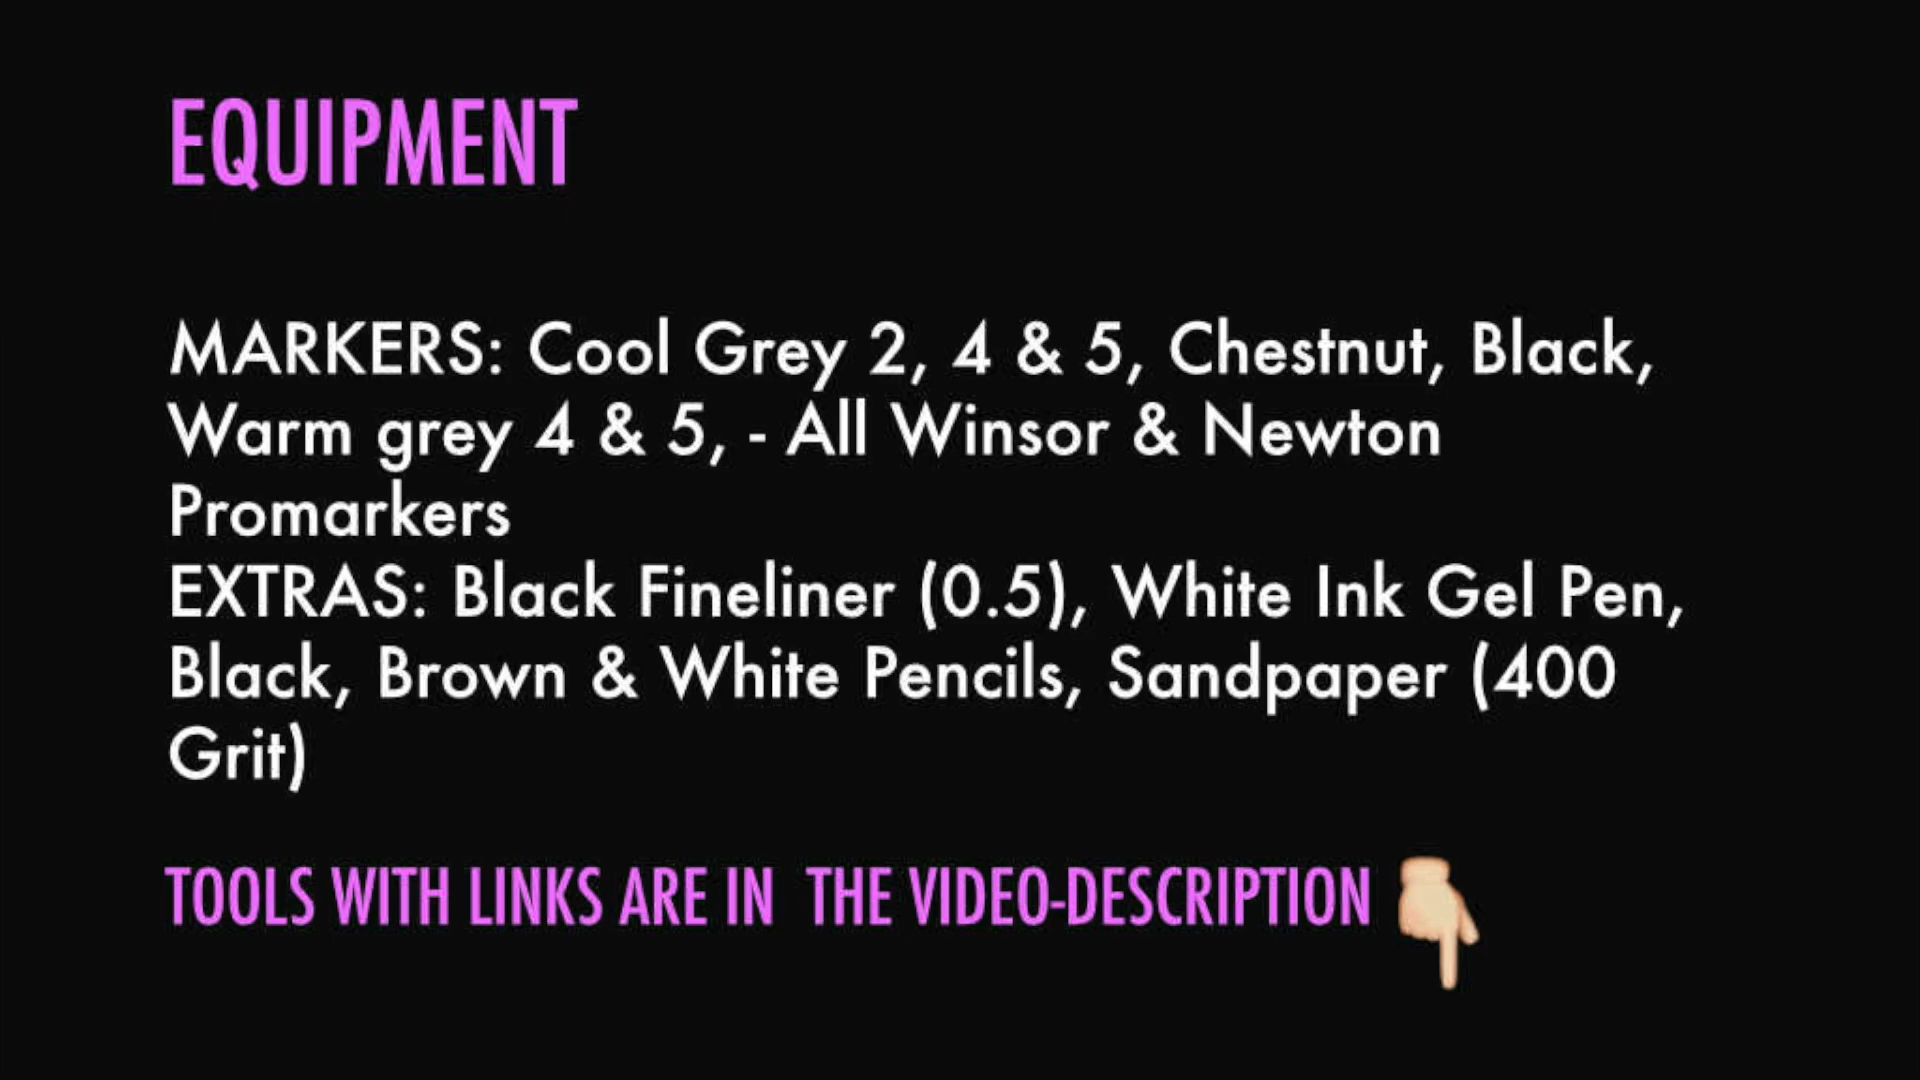 EQUIPMENT
MARKERS: Cool Grey 2, 4 & 5, Chestnut, Black,
Warm grey 4 & 5, - All Winsor & Newton
Promarkers
EXTRAS: Black Fineliner (0.5), White Ink Gel Pen,
Black, Brown & White Pencils, Sandpaper (400
Grit)
TOOLS WITH LINKS ARE IN THE VIDEO-DESCRIPTION